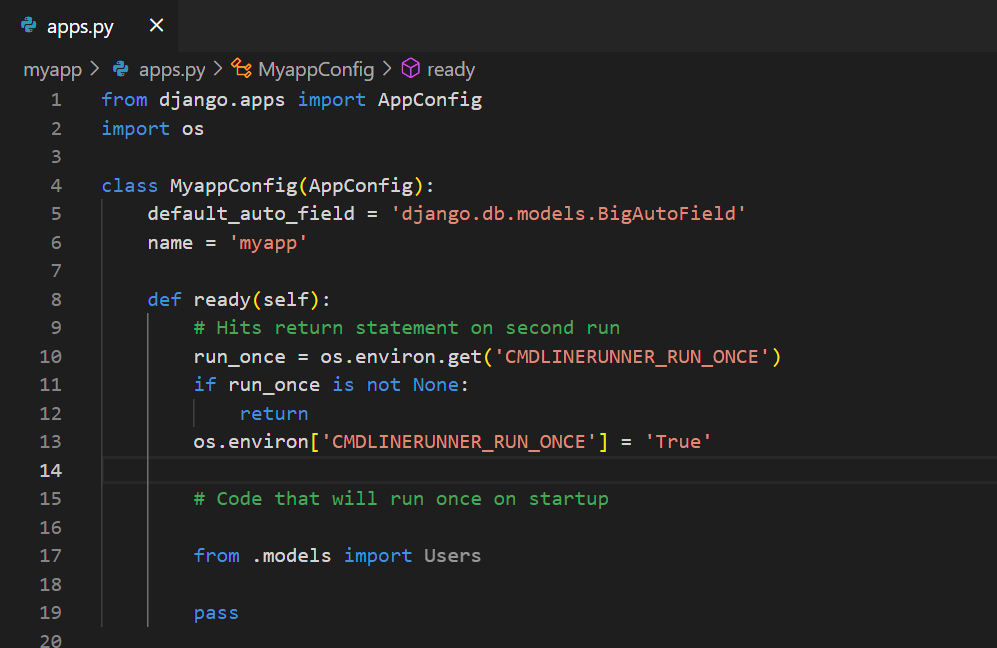 apps.py
myapp > apps.py > MyappConfig > ready
1 from django.apps import AppConfig
2 import os
3
4 class MyappConfig(AppConfig):
5     default_auto_field = 'django.db.models.BigAutoField'
6     name = 'myapp'
7
8     def ready(self):
9         # Hits return statement on second run
10         run_once = os.environ.get('CMDLINERUNNER_RUN_ONCE')
11         if run_once is not None:
12             return
13         os.environ['CMDLINERUNNER_RUN_ONCE'] = 'True'
14
15         # Code that will run once on startup
16
17         from .models import Users
18
19         pass
20